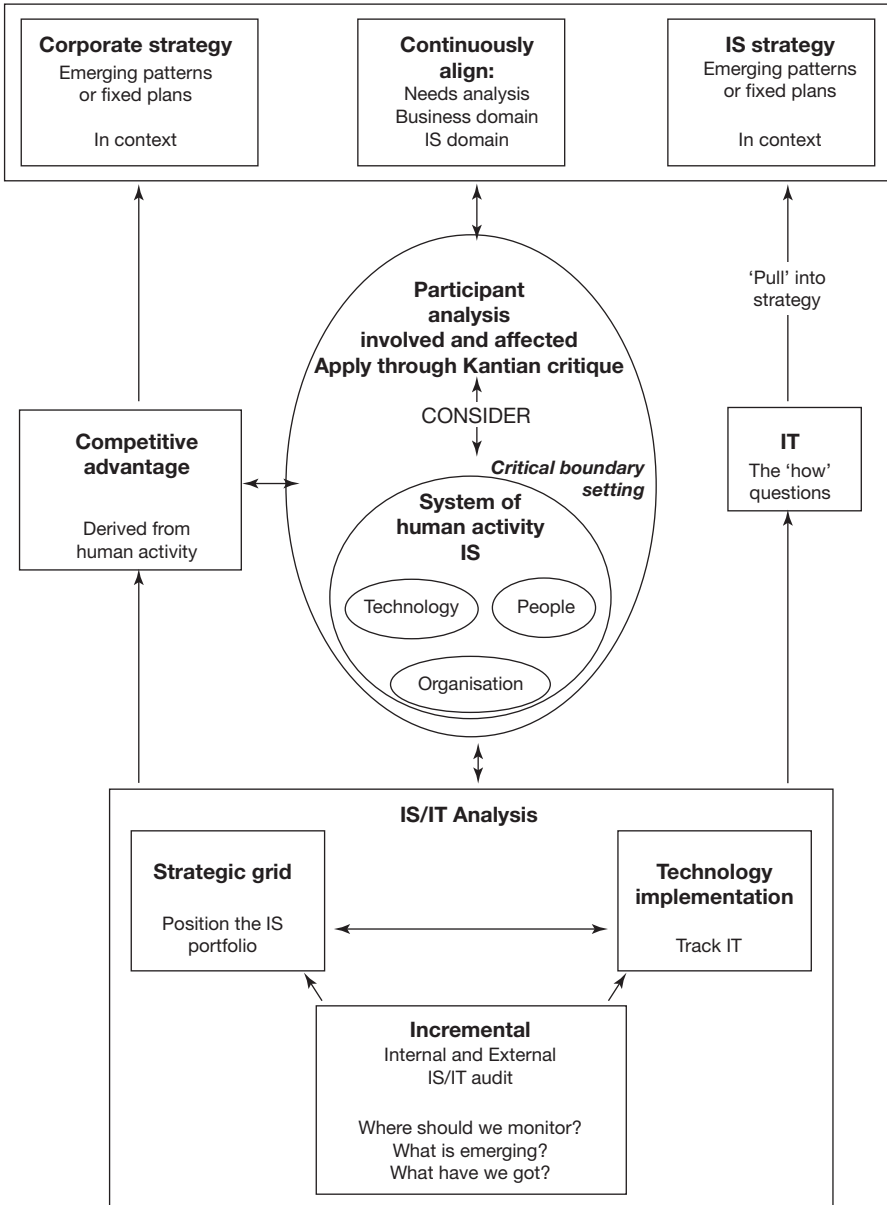 Corporate strategy
Emerging patterns
or fixed plans
In context
Continuously
align:
Needs analysis
Business domain
IS domain
IS strategy
Emerging patterns
or fixed plans
In context
'Pull' into
strategy
Participant
analysis
involved and affected
Apply through Kantian critique
CONSIDER
Critical boundary
setting
System of
human activity
IS
Technology
People
Organisation
Competitive
advantage
Derived from
human activity
IT
The 'how'
questions
IS/IT Analysis
Strategic grid
Position the IS
portfolio
Technology
implementation
Track IT
Incremental
Internal and External
IS/IT audit
Where should we monitor?
What is emerging?
What have we got?